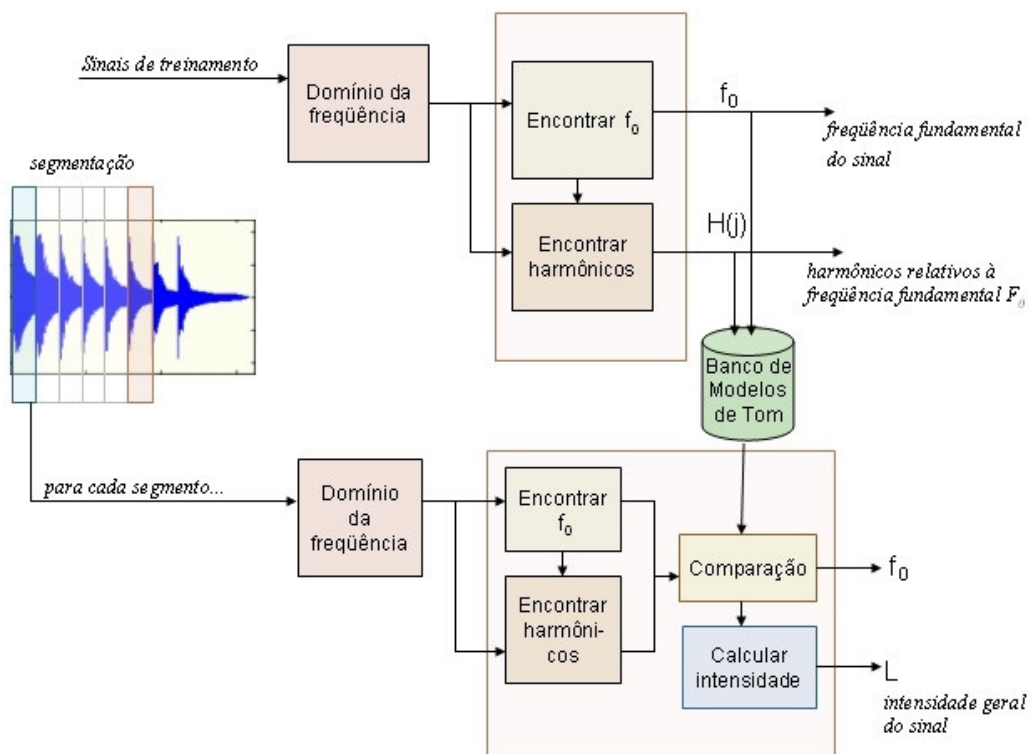 Sinais de treinamento
Domínio da
freqüência
Encontrar f0
f0
freqüência fundamental
do sinal
segmentação
Encontrar
harmônicos
H(j)
harmônicos relativos à
freqüência fundamental F0
Banco de
Modelos
de Tom
para cada segmento...
Domínio
da
freqüência
Encontrar
f0
Encontrar
harmôni-
cos
Comparação
f0
Calcular
intensidade
L
intensidade geral
do sinal